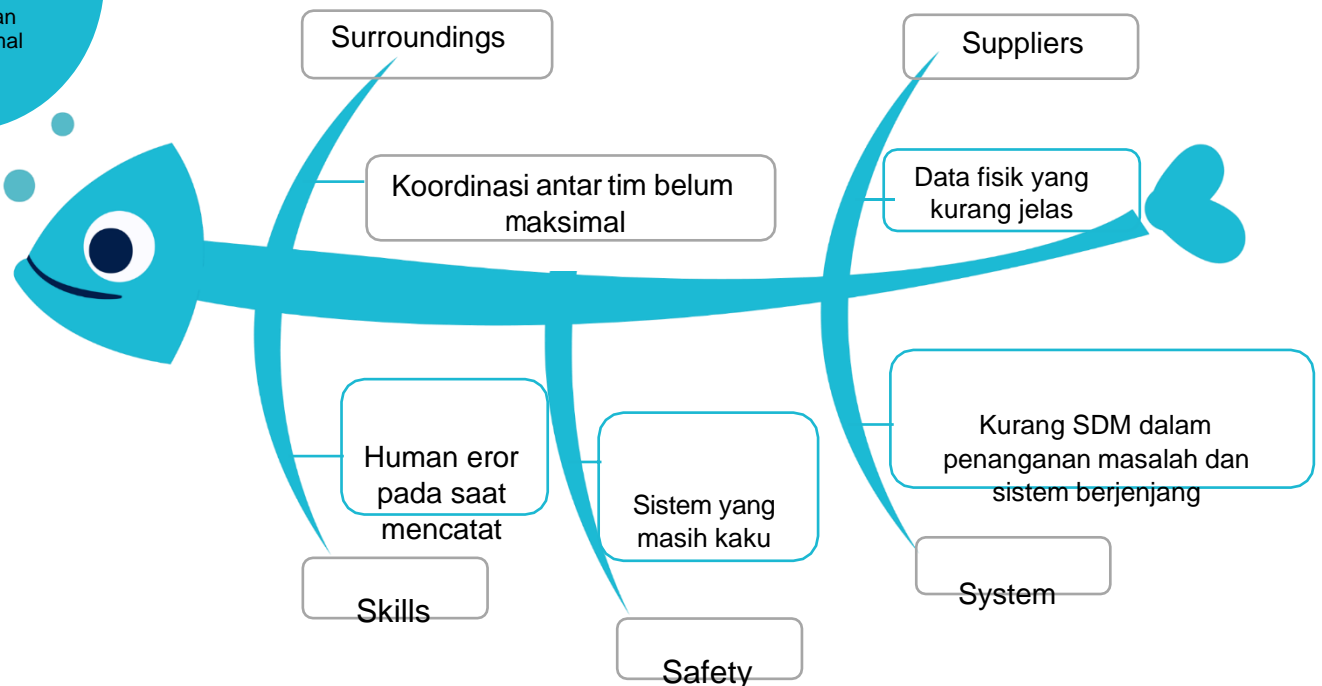 Surroundings
Suppliers
Koordinasi antar tim belum
maksimal
Data fisik yang
kurang jelas
Human eror
pada saat
mencatat
Sistem yang
masih kaku
Kurang SDM dalam
penanganan masalah dan
sistem berjenjang
Skills
Safety
System